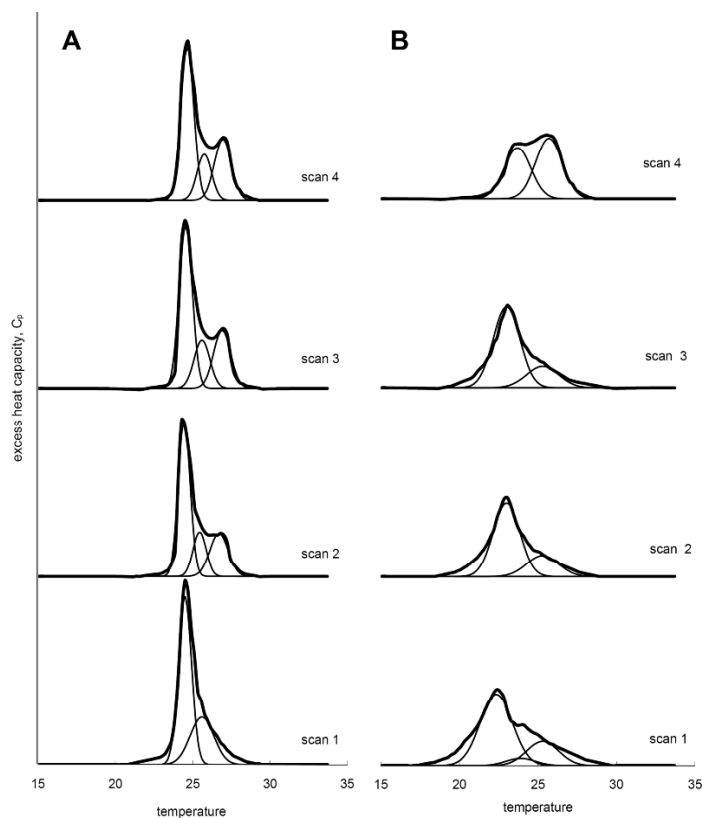 A
B
scan 4
scan 4
scan 3
scan 3
excess heat capacity, Cₚ
scan 2
scan 2
scan 1
scan 1
15 20 25 30 35
15 20 25 30 35
temperature
temperature